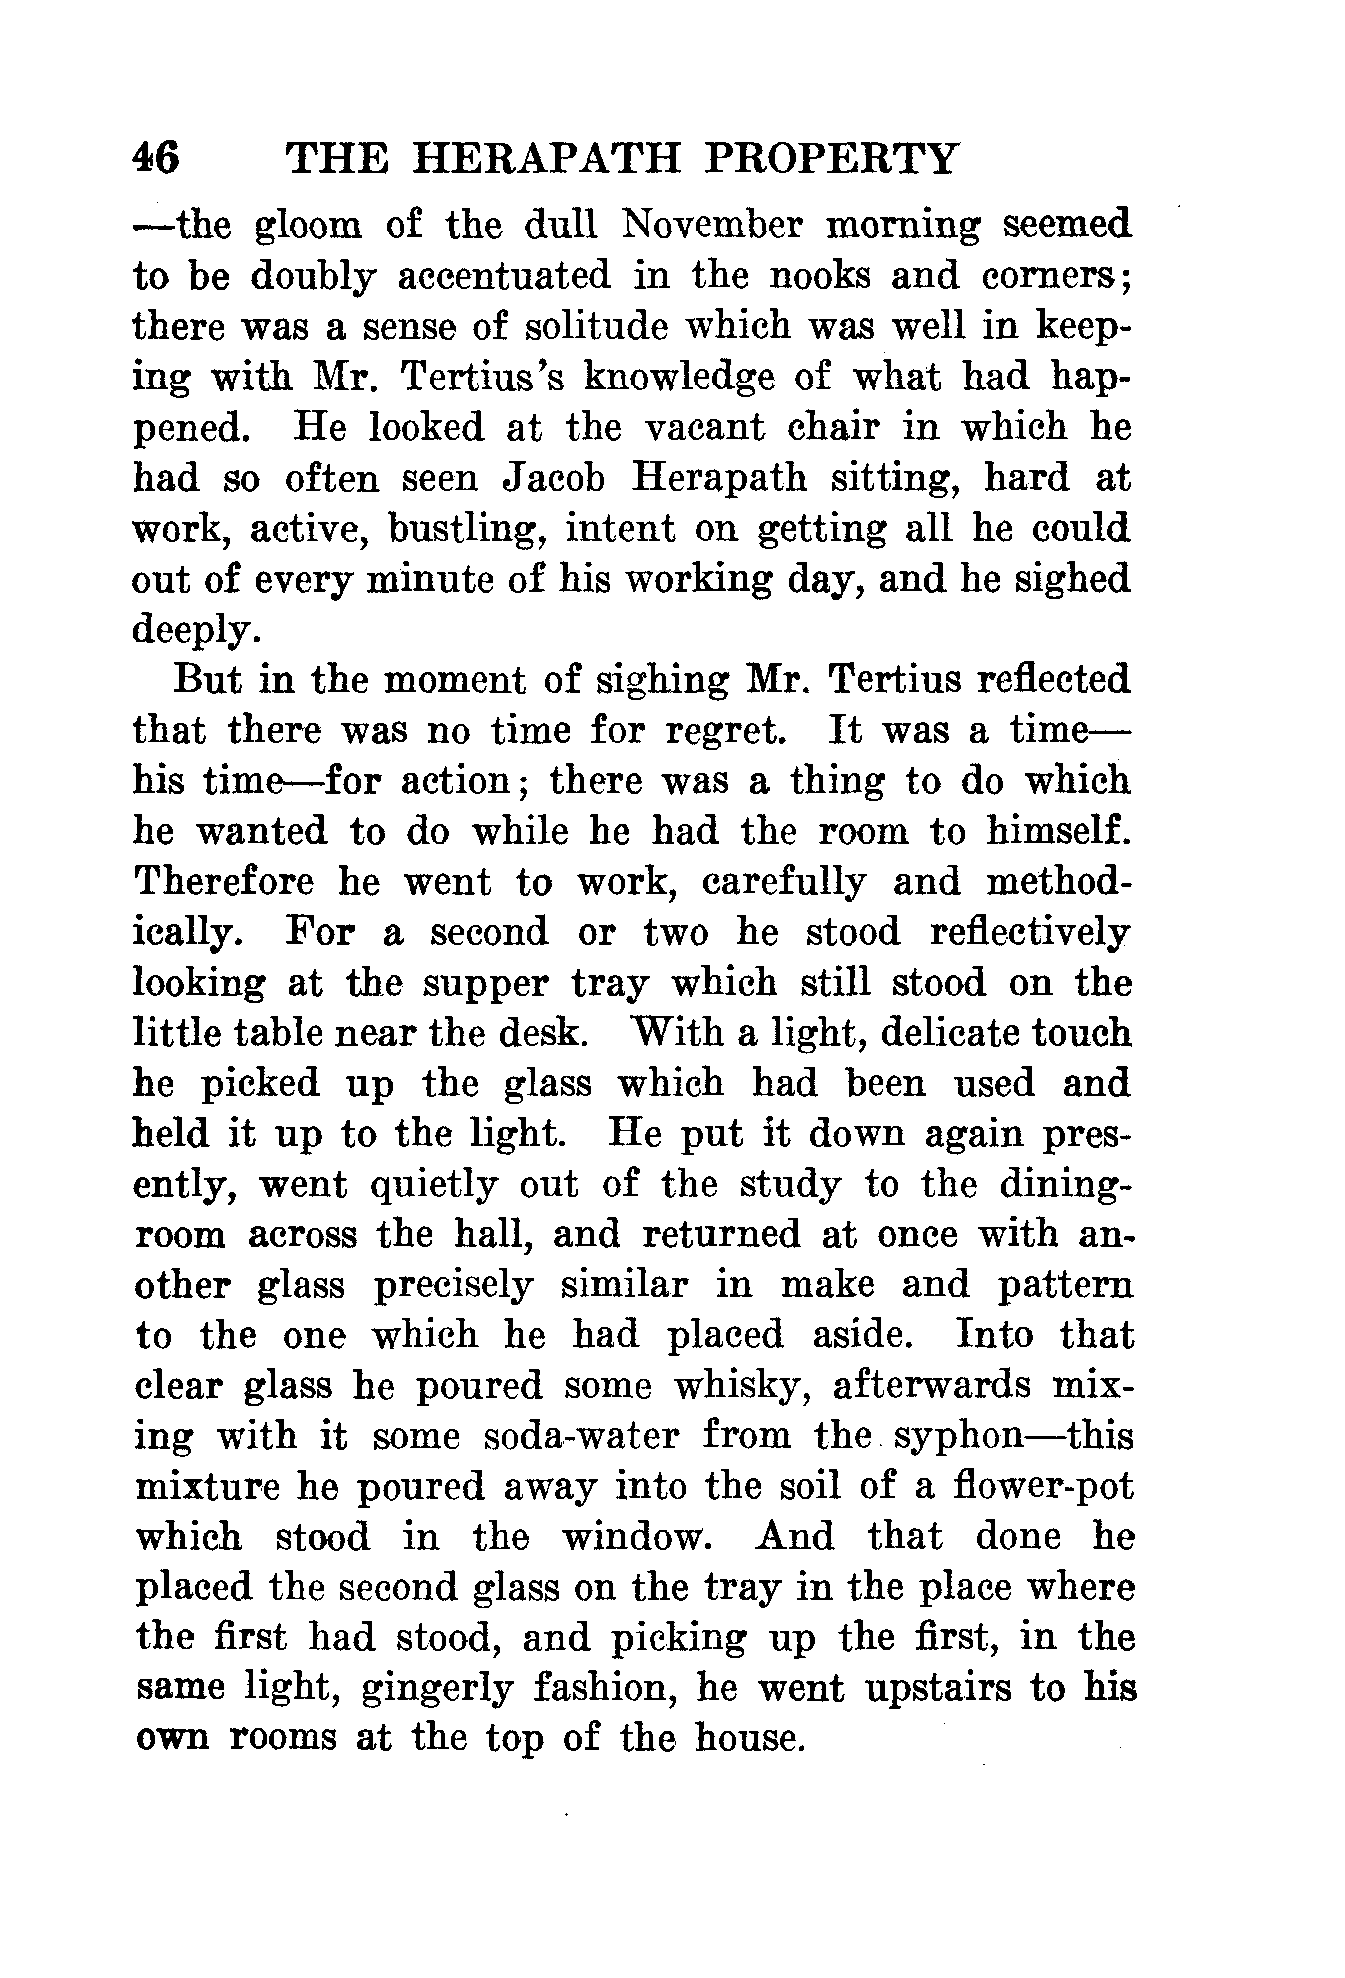 46 THE HERAPATH PROPERTY
—the gloom of the dull November morning seemed
to be doubly accentuated in the nooks and corners;
there was a sense of solitude which was well in keep-
ing with Mr. Tertius's knowledge of what had hap-
pened. He looked at the vacant chair in which he
had so often seen Jacob Herapath sitting, hard at
work, active, bustling, intent on getting all he could
out of every minute of his working day, and he sighed
deeply.
But in the moment of sighing Mr. Tertius reflected
that there was no time for regret. It was a time—
his time—for action; there was a thing to do which
he wanted to do while he had the room to himself.
Therefore he went to work, carefully and method-
ically. For a second or two he stood reflectively
looking at the supper tray which still stood on the
little table near the desk. With a light, delicate touch
he picked up the glass which had been used and
held it up to the light. He put it down again pres-
ently, went quietly out of the study to the dining-
room across the hall, and returned at once with an-
other glass precisely similar in make and pattern
to the one which he had placed aside. Into that
clear glass he poured some whisky, afterwards mix-
ing with it some soda-water from the syphon—this
mixture he poured away into the soil of a flower-pot
which stood in the window. And that done he
placed the second glass on the tray in the place where
the first had stood, and picking up the first, in the
same light, gingerly fashion, he went upstairs to his
own rooms at the top of the house.